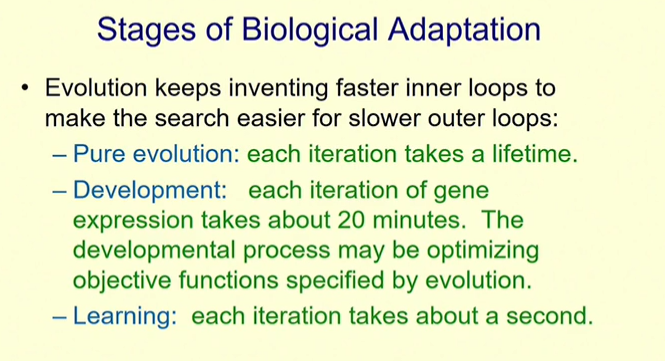 Stages of Biological Adaptation
• Evolution keeps inventing faster inner loops to
make the search easier for slower outer loops:
– Pure evolution: each iteration takes a lifetime.
– Development: each iteration of gene
expression takes about 20 minutes. The
developmental process may be optimizing
objective functions specified by evolution.
– Learning: each iteration takes about a second.